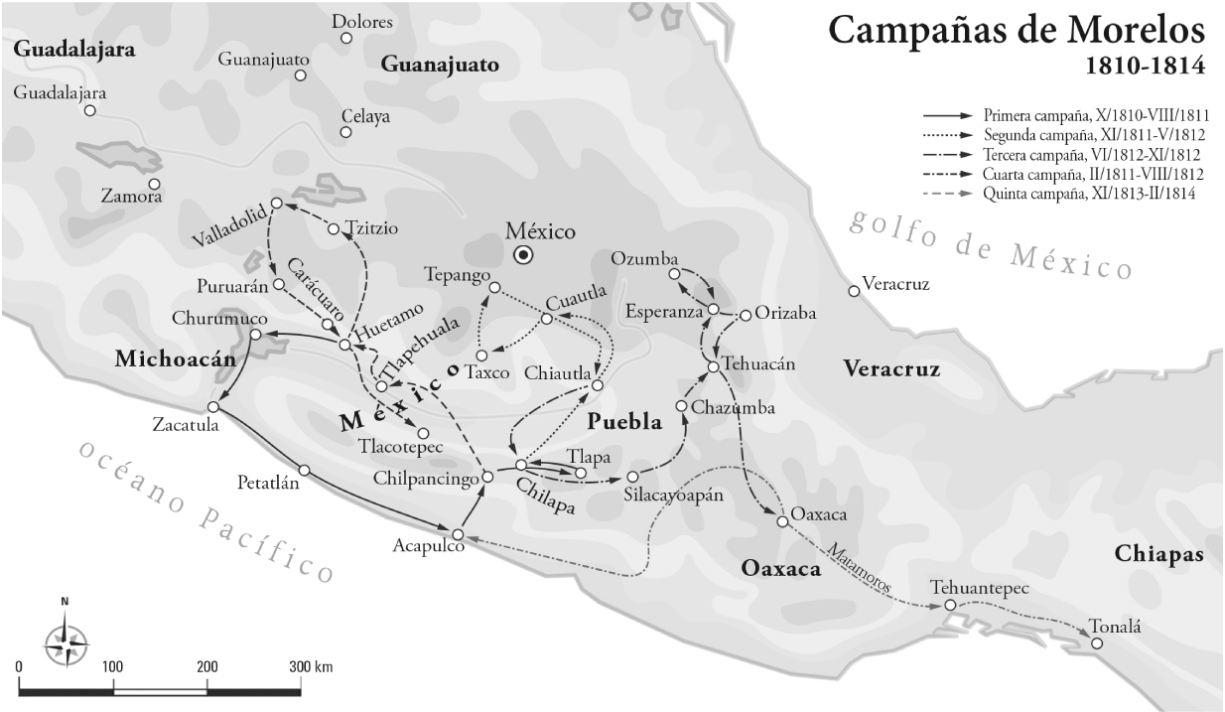 Campañas de Morelos
1810-1814
Primera campaña, X/1810-VIII/1811
Segunda campaña, XI/1811-V/1812
Tercera campaña, VI/1812-XI/1812
Cuarta campaña, II/1811-VIII/1812
Quinta campaña, XI/1813-II/1814
Dolores
Guadalajara
Guanajuato
Guanajuato
Guadalajara
Celaya
Zamora
Valladolid
Tzitzio
México
golfo de México
Ozumba
Tepango
Puruarán
Carácuaro
Cuautla
Veracruz
Esperanza
Orizaba
Churumuco
Huetamo
Tlapehuala
Michoacán
Taxco
Chiautla
Tehuacán
Veracruz
México
Zacatula
Puebla
Chazumba
Tlacotepec
océano Pacífico
Petatlán
Chilpancingo
Tlapa
Chilapa
Silacayoapán
Oaxaca
Acapulco
Matamoros
Chiapas
Oaxaca
Tehuantepec
Tonalá
N
0 100 200 300 km